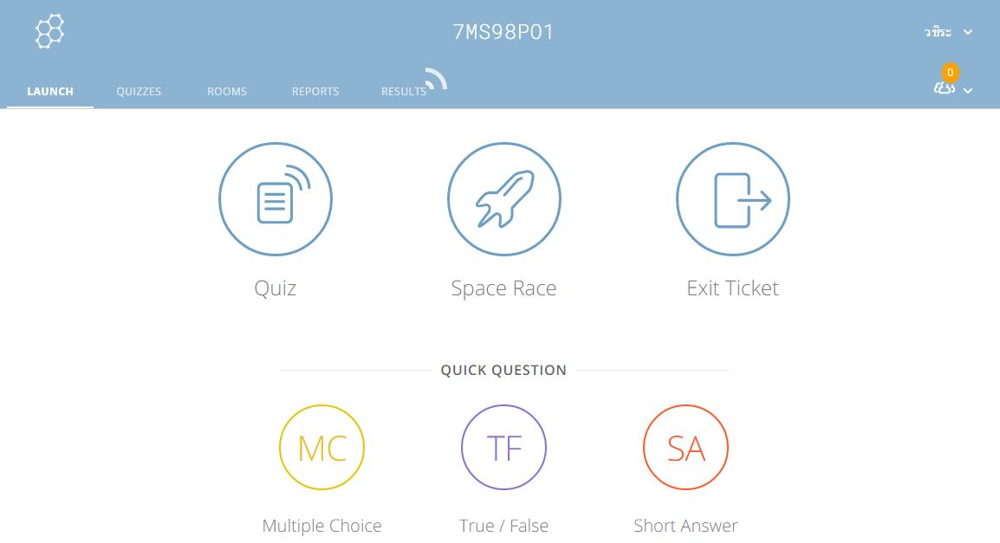 7MS98PO1
วชิระ
LAUNCH QUIZZES ROOMS REPORTS RESULTS
0
Quiz Space Race Exit Ticket
QUICK QUESTION
MC TF SA
Multiple Choice True / False Short Answer